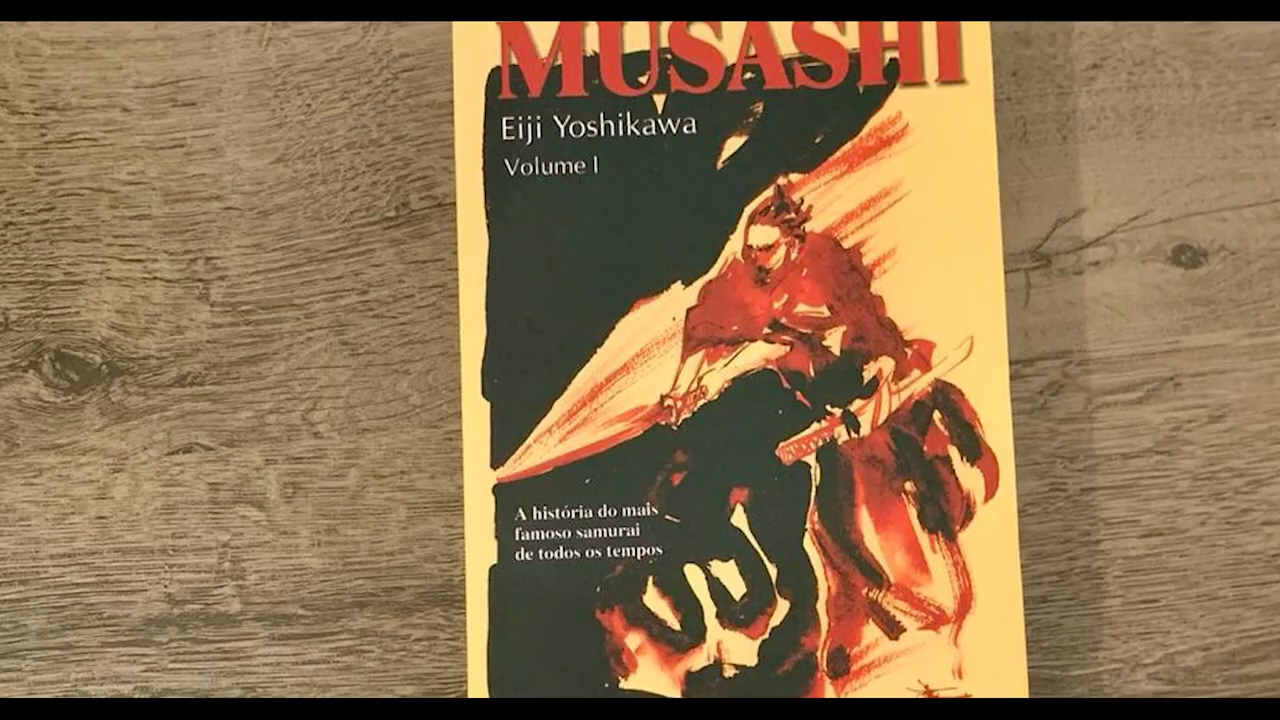 MUSASHI
Eiji Yoshikawa
Volume I
A história do mais
famoso samurai
de todos os tempos